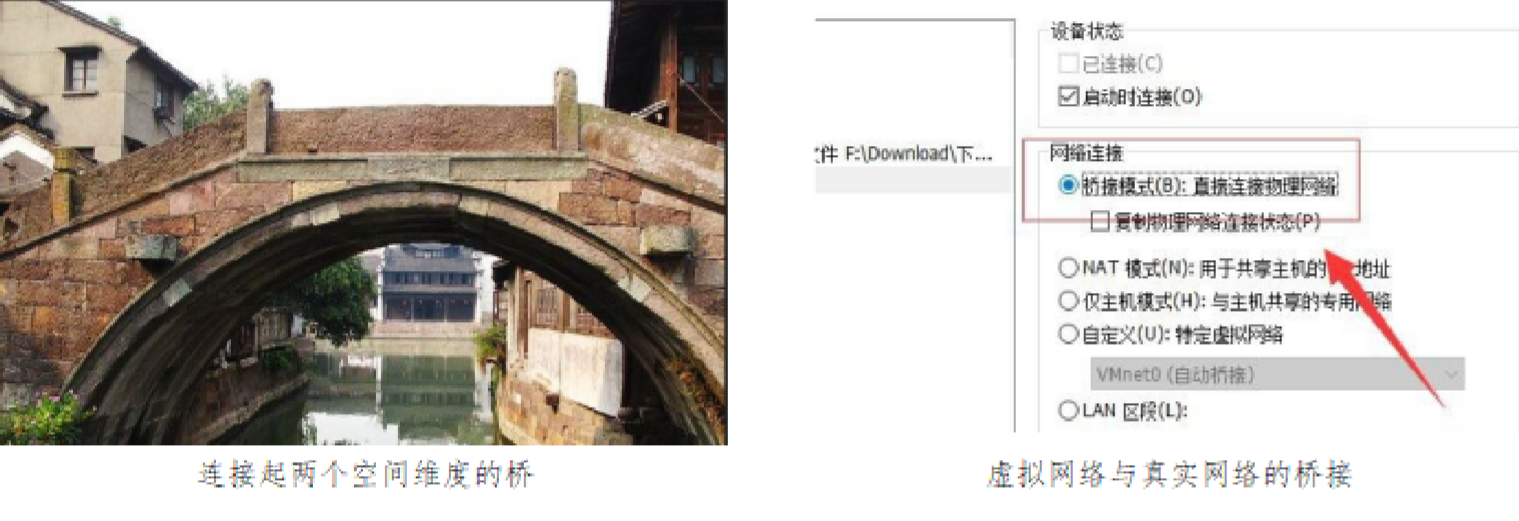 设备状态
已连接(C)
启动时连接(O)
文件 F:\Download\下...
网络连接
桥接模式(B): 直接连接物理网络
复制物理网络连接状态(P)
NAT 模式(N): 用于共享主机的 地址
仅主机模式(H): 与主机共享的专用网络
自定义(U): 特定虚拟网络
VMnet0 (自动桥接)
LAN 区段(L):
连接起两个空间维度的桥
虚拟网络与真实网络的桥接